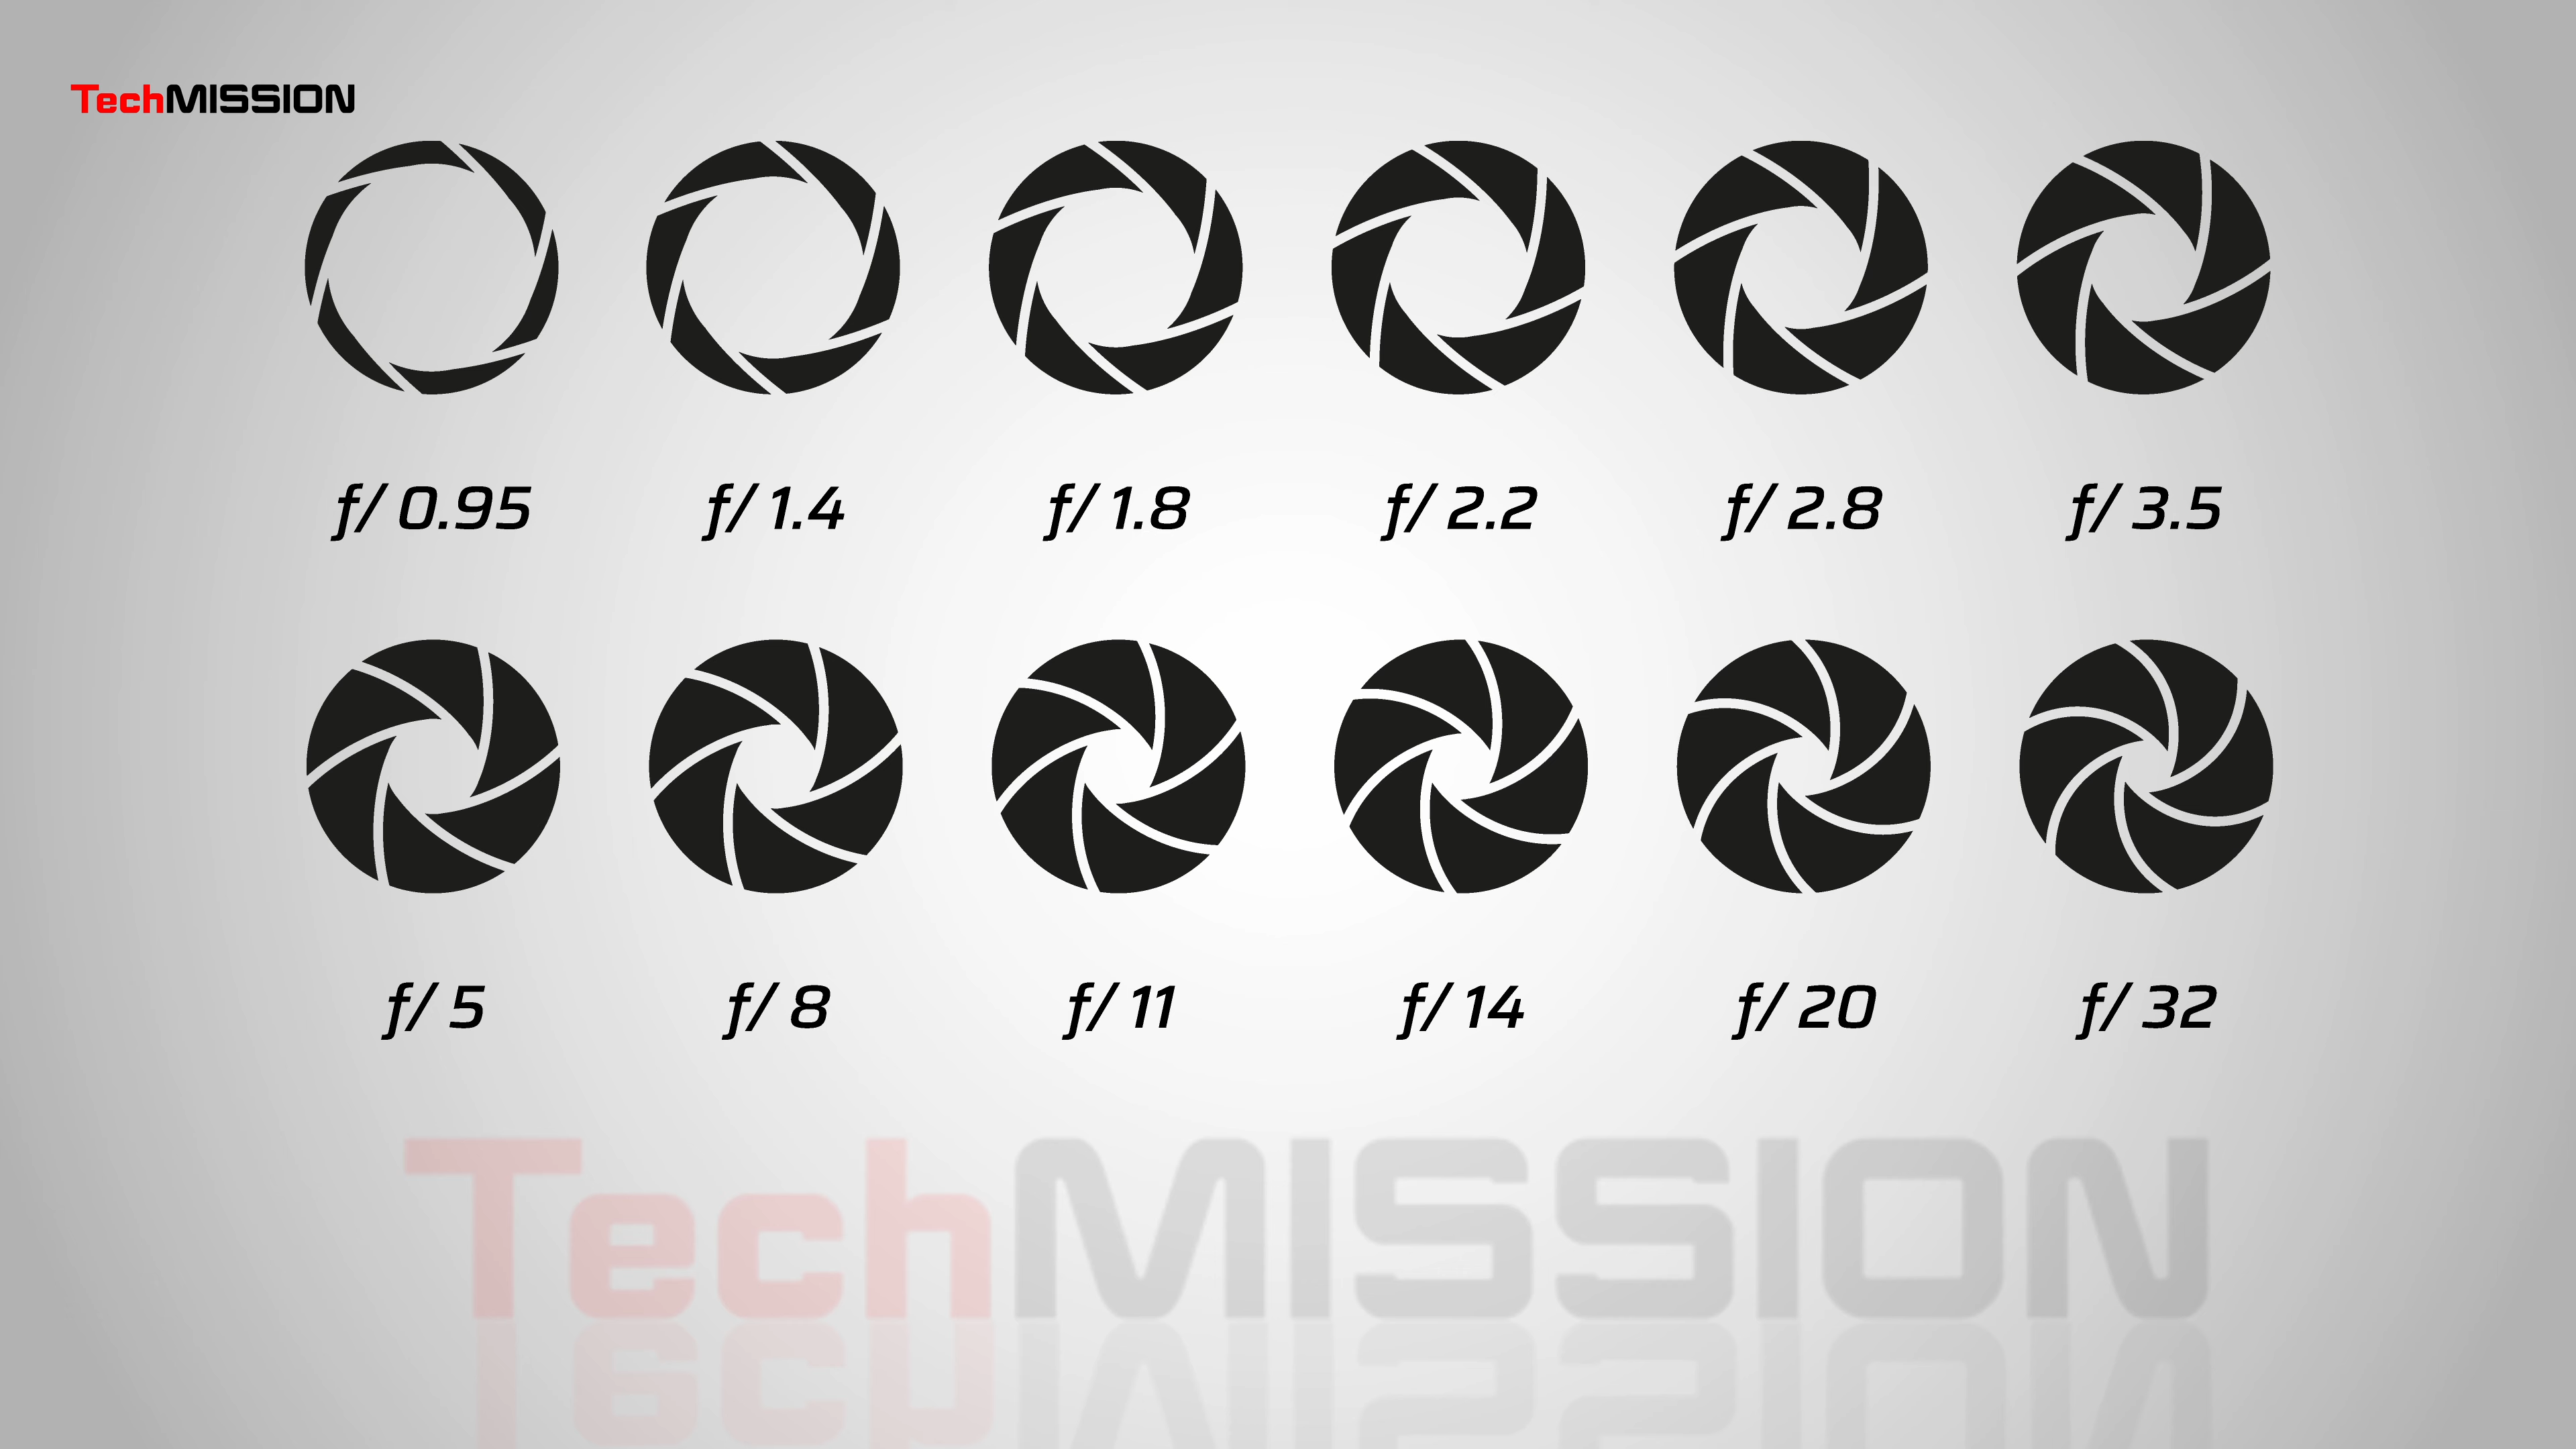 TechMISSION
f/ 0.95 f/ 1.4 f/ 1.8 f/ 2.2 f/ 2.8 f/ 3.5
f/ 5 f/ 8 f/ 11 f/ 14 f/ 20 f/ 32
TechMISSION